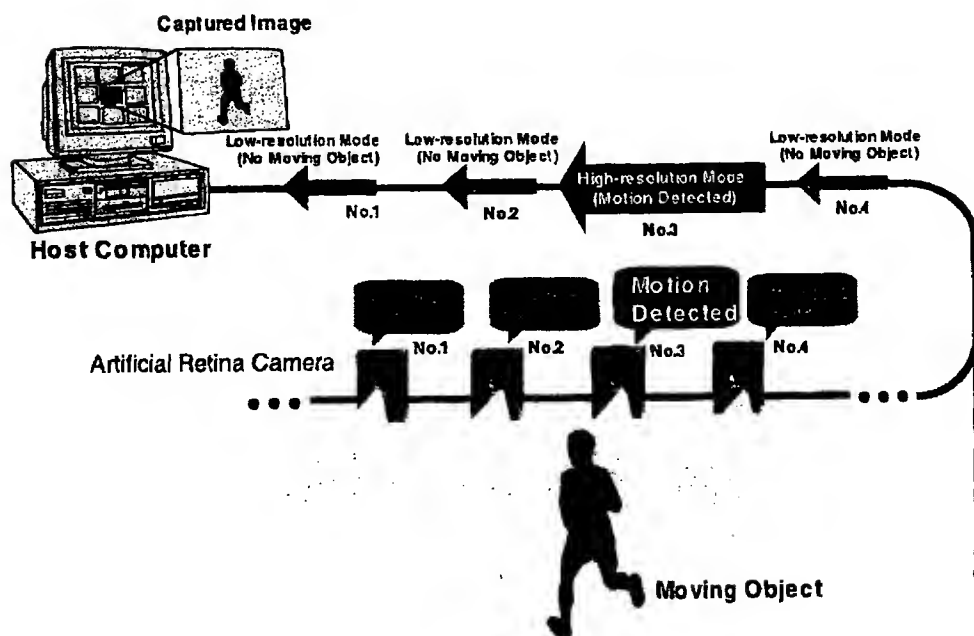 Captured Image
Low-resolution Mode
(No Moving Object)
No.1
Low-resolution Mode
(No Moving Object)
No.2
High-resolution Mode
(Motion Detected)
No.3
Low-resolution Mode
(No Moving Object)
No.4
Host Computer
Motion
Detected
No.1
No.2
No.3
No.4
Artificial Retina Camera
Moving Object